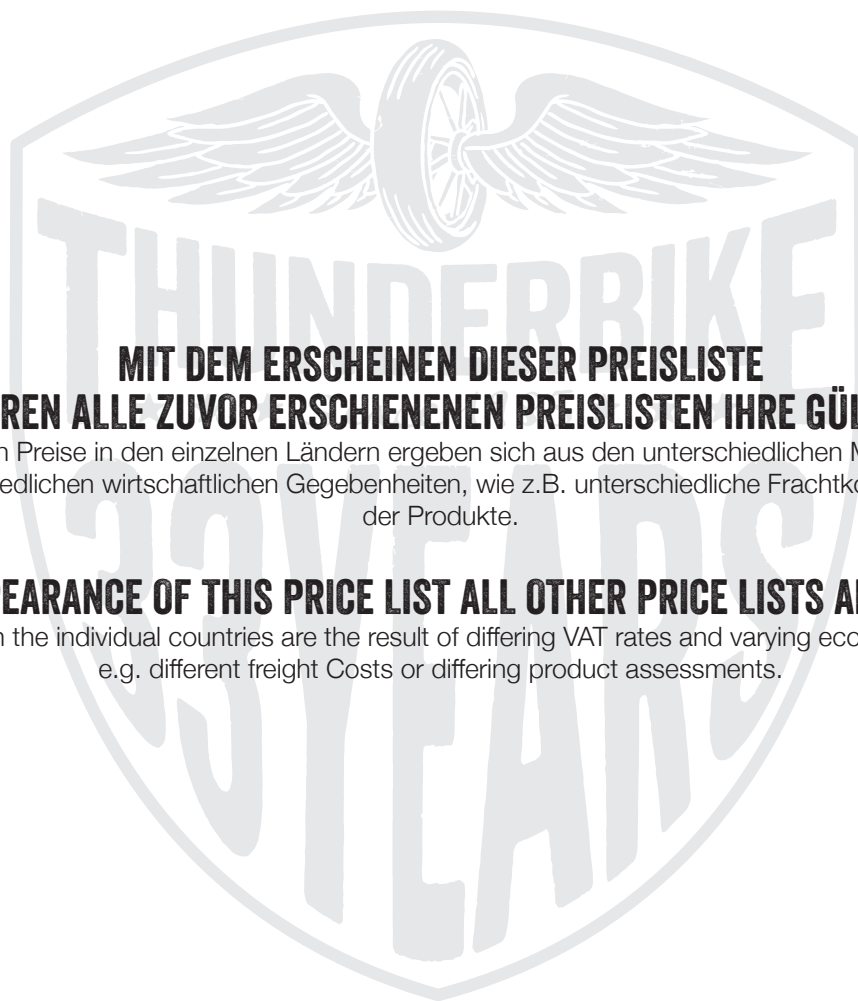 THUNDERBIKE
MIT DEM ERSCHEINEN DIESER PREISLISTE
REN ALLE ZUVOR ERSCHIENENEN PREISLISTEN IHRE GÜL
n Preise in den einzelnen Ländern ergeben sich aus den unterschiedlichen M
edlichen wirtschaftlichen Gegebenheiten, wie z.B. unterschiedliche Frachtko
der Produkte.
33 YEARS
PEARANCE OF THIS PRICE LIST ALL OTHER PRICE LISTS A
n the individual countries are the result of differing VAT rates and varying eco
e.g. different freight Costs or differing product assessments.